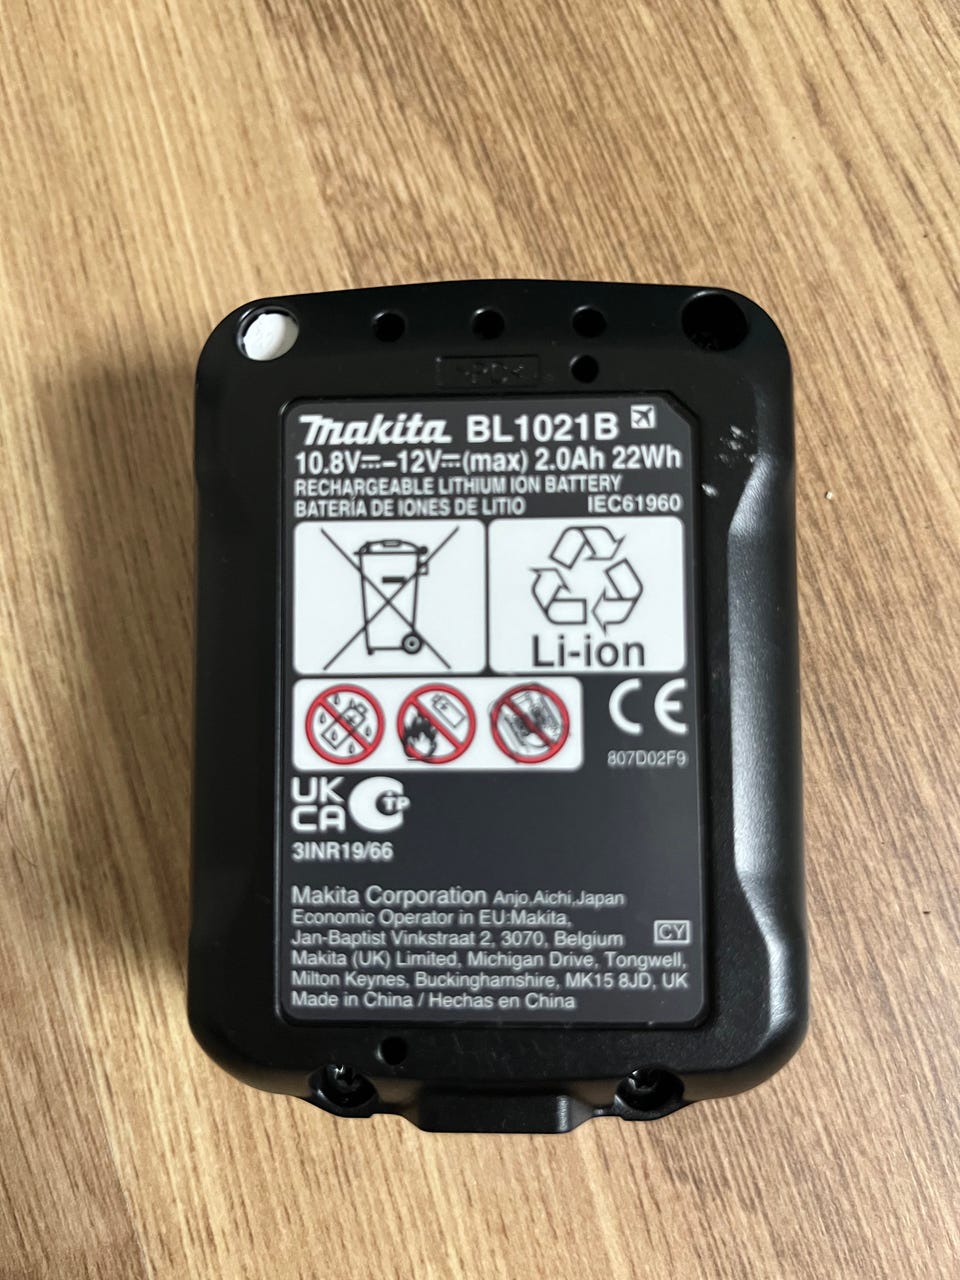 makita BL1021B
10.8V⎓-12V⎓(max) 2.0Ah 22Wh
RECHARGEABLE LITHIUM ION BATTERY
BATERÍA DE IONES DE LITIO IEC61960
Li-ion
CE
807D02F9
UK
CA
TP
3INR19/66
Makita Corporation Anjo,Aichi,Japan
Economic Operator in EU:Makita,
Jan-Baptist Vinkstraat 2, 3070, Belgium CY
Makita (UK) Limited, Michigan Drive, Tongwell,
Milton Keynes, Buckinghamshire, MK15 8JD, UK
Made in China / Hechas en China